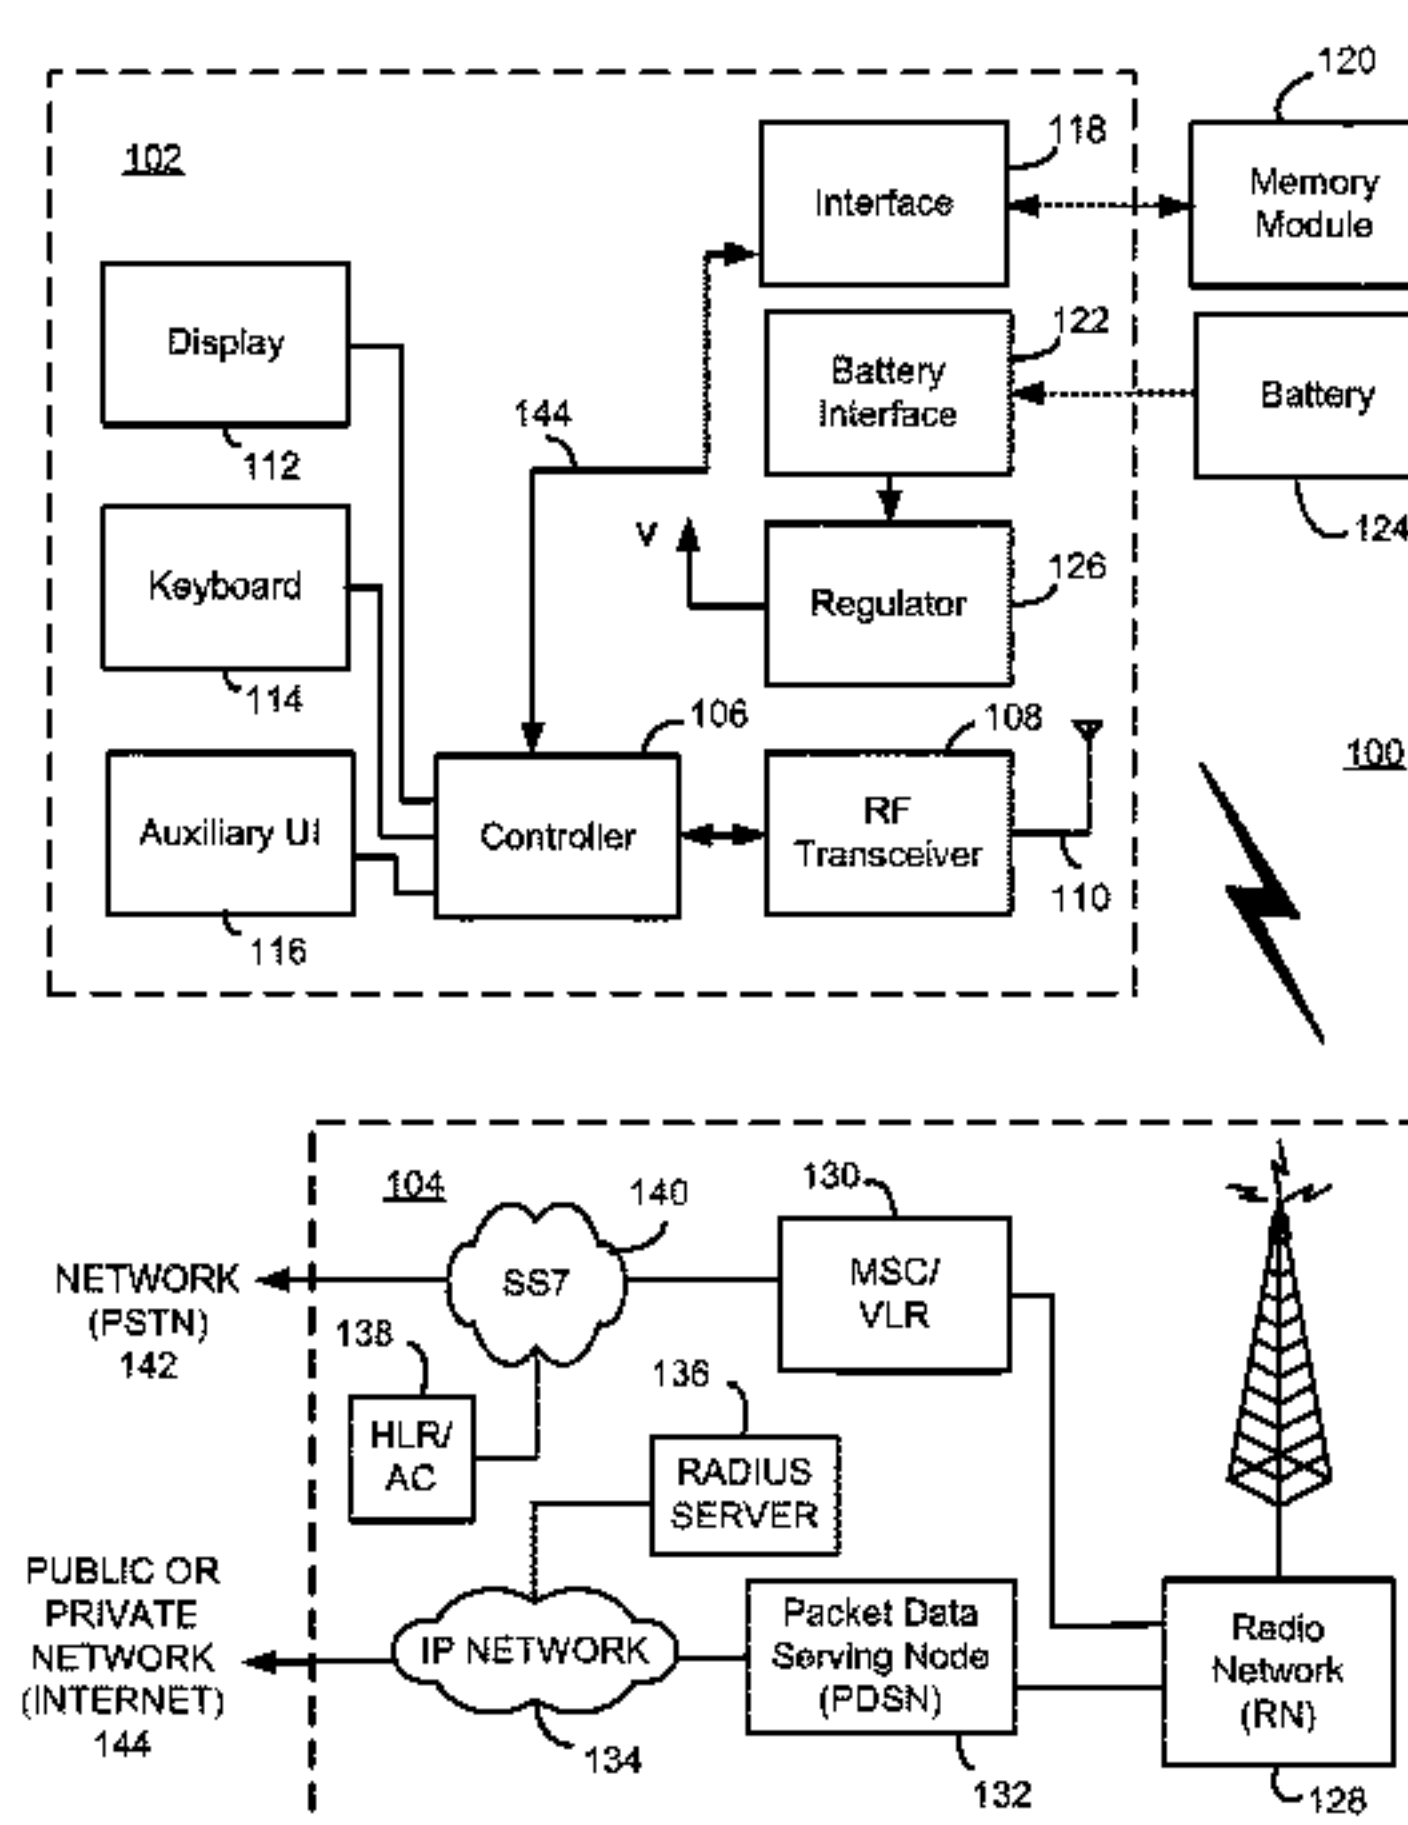 120
118
102
Interface
Memory
Module
122
Display
Battery
Interface
Battery
144
112
124
V
126
Keyboard
Regulator
114
106
108
100
Auxiliary UI
Controller
RF
Transceiver
110
116
130
104
140
NETWORK
(PSTN)
142
SS7
MSC/
VLR
138
136
HLR/
AC
RADIUS
SERVER
PUBLIC OR
PRIVATE
NETWORK
(INTERNET)
144
IP NETWORK
Packet Data
Serving Node
(PDSN)
Radio
Network
(RN)
134
132
128